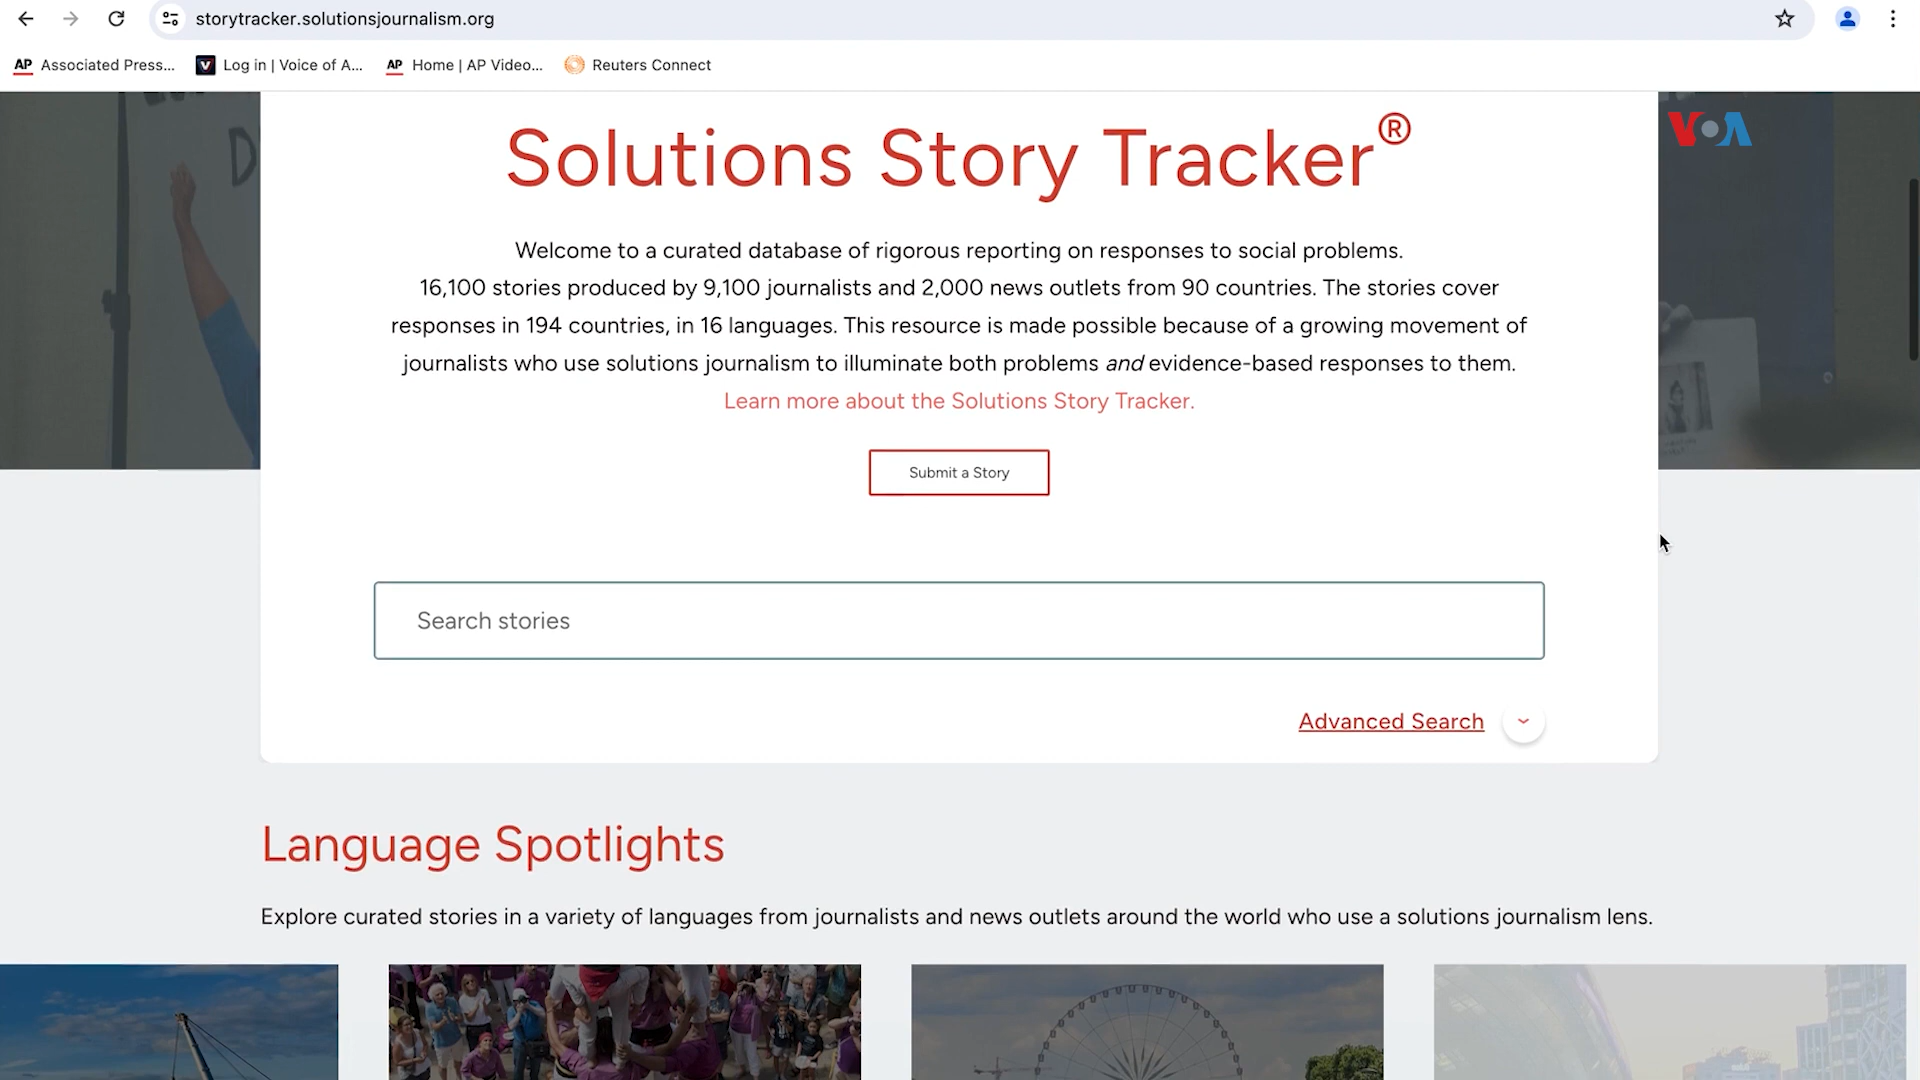 storytracker.solutionsjournalism.org
AP Associated Press... V Log in | Voice of A... AP Home | AP Video... Reuters Connect
VOA
Solutions Story Tracker®
Welcome to a curated database of rigorous reporting on responses to social problems.
16,100 stories produced by 9,100 journalists and 2,000 news outlets from 90 countries. The stories cover
responses in 194 countries, in 16 languages. This resource is made possible because of a growing movement of
journalists who use solutions journalism to illuminate both problems and evidence-based responses to them.
Learn more about the Solutions Story Tracker.
Submit a Story
Search stories
Advanced Search
Language Spotlights
Explore curated stories in a variety of languages from journalists and news outlets around the world who use a solutions journalism lens.